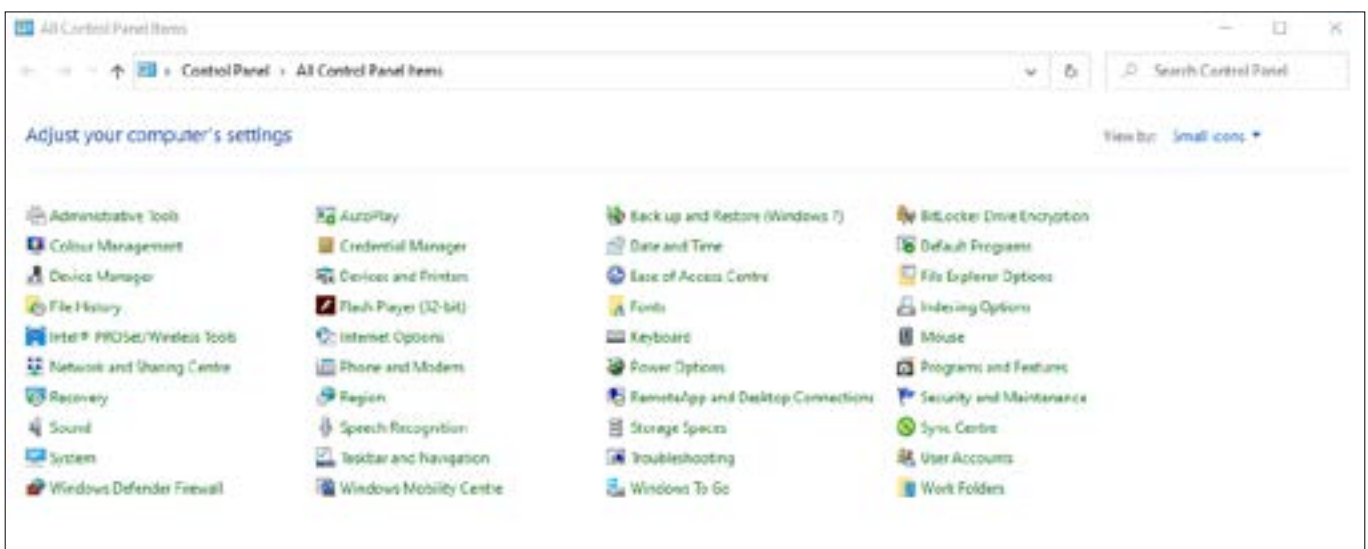 All Control Panel Items
Control Panel › All Control Panel Items Search Control Panel
Adjust your computer's settings View by: Small icons
Administrative Tools AutoPlay Back up and Restore (Windows 7) BitLocker Drive Encryption
Colour Management Credential Manager Date and Time Default Programs
Device Manager Devices and Printers Ease of Access Centre File Explorer Options
File History Flash Player (32-bit) Fonts Indexing Options
Intel® PROSet/Wireless Tools Internet Options Keyboard Mouse
Network and Sharing Centre Phone and Modem Power Options Programs and Features
Recovery Region RemoteApp and Desktop Connections Security and Maintenance
Sound Speech Recognition Storage Spaces Sync Centre
System Taskbar and Navigation Troubleshooting User Accounts
Windows Defender Firewall Windows Mobility Centre Windows To Go Work Folders